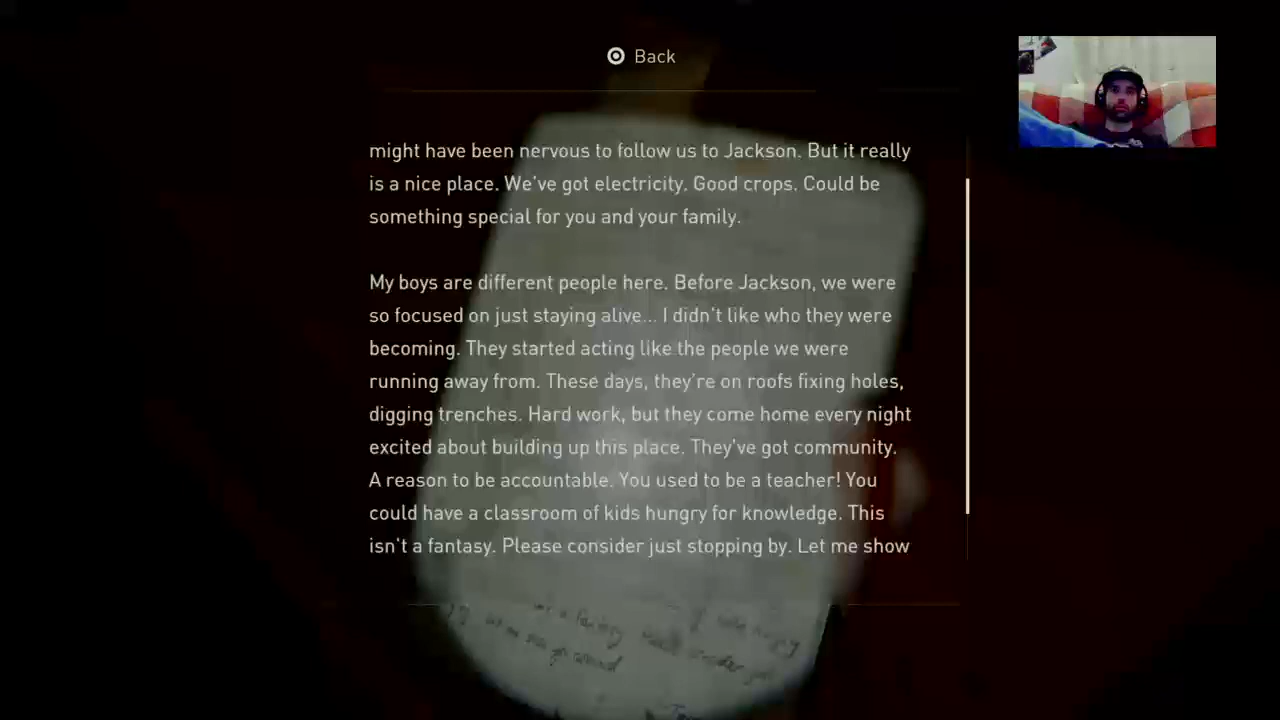 Back
might have been nervous to follow us to Jackson. But it really
is a nice place. We've got electricity. Good crops. Could be
something special for you and your family.
My boys are different people here. Before Jackson, we were
so focused on just staying alive... I didn't like who they were
becoming. They started acting like the people we were
running away from. These days, they're on roofs fixing holes,
digging trenches. Hard work, but they come home every night
excited about building up this place. They've got community.
A reason to be accountable. You used to be a teacher! You
could have a classroom of kids hungry for knowledge. This
isn't a fantasy. Please consider just stopping by. Let me show